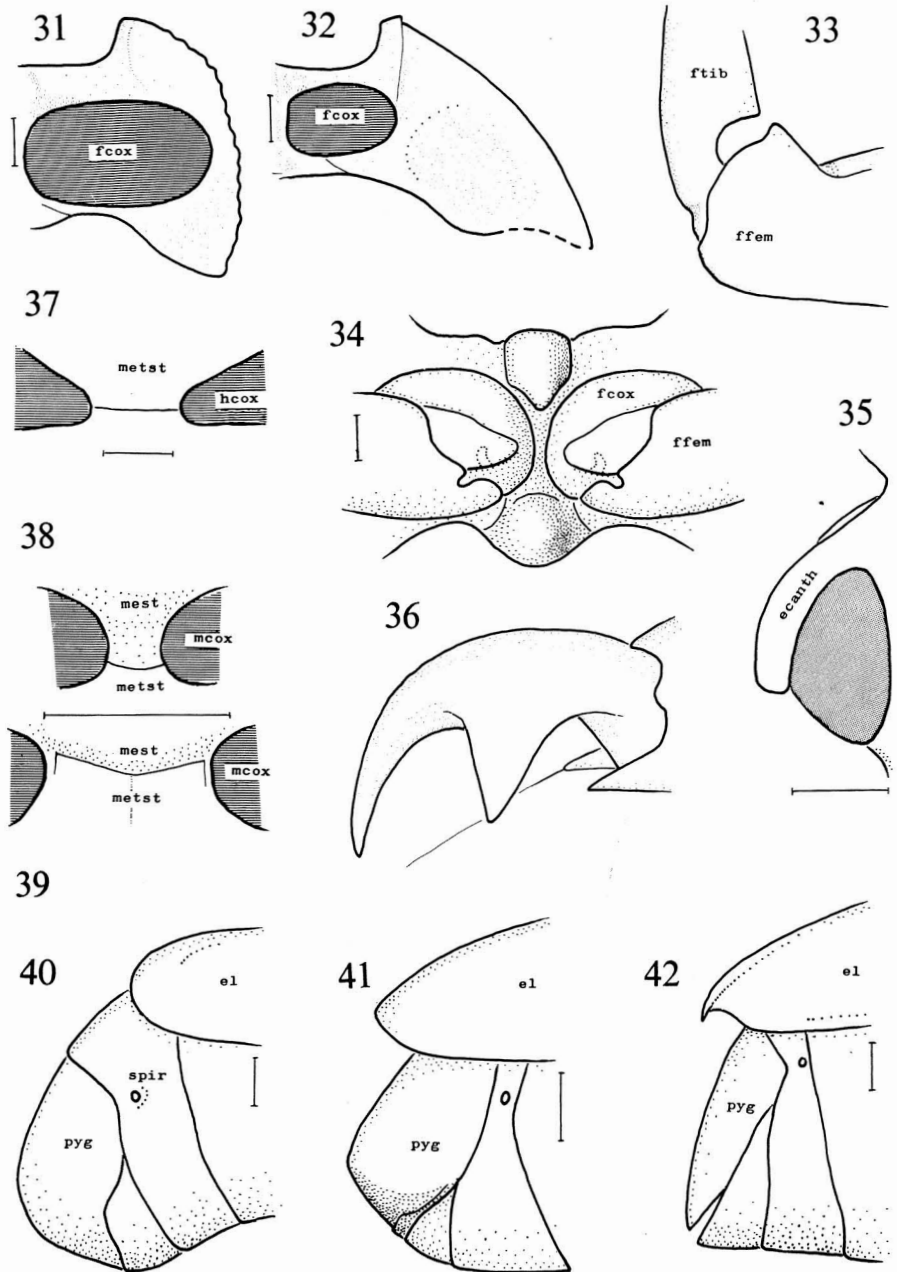 31
fcox
32
fcox
33
ftib
ffem
37
metst
hcox
34
fcox
ffem
35
ecanth
38
mest
mcox
metst
mest
mcox
metst
36
39
40
el
spir
pyg
41
el
pyg
42
el
pyg